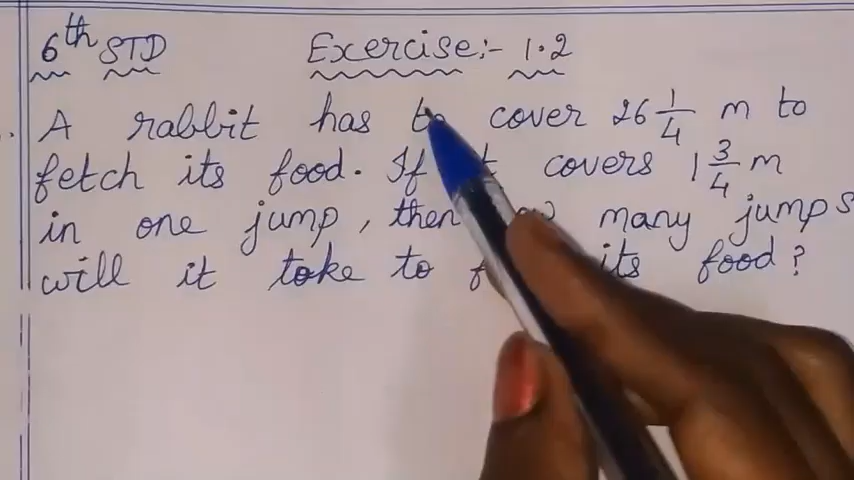 6th STD Exercise:- 1.2
A rabbit has to cover 26 1/4 m to
fetch its food. If covers 1 3/4 m
in one jump, then many jumps
will it take to its food?